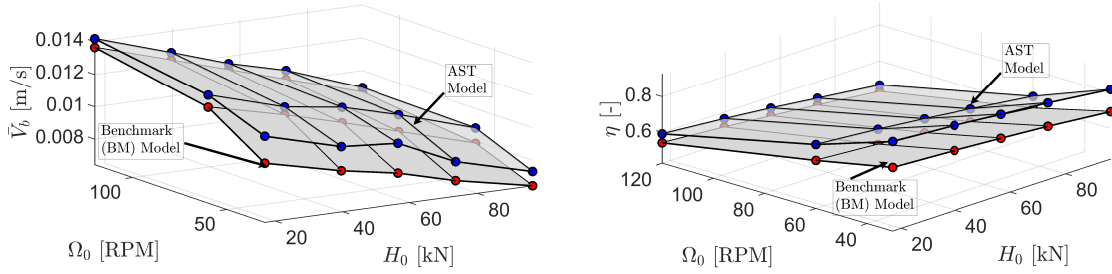 0.014
0.012
0.01
0.008
V̄_b [m/s]
AST
Model
Benchmark
(BM) Model
100
50
Ω₀ [RPM]
20
40
60
80
H₀ [kN]
0.8
0.6
η [-]
AST
Model
Benchmark
(BM) Model
120
100
80
60
40
Ω₀ [RPM]
20
40
60
80
H₀ [kN]